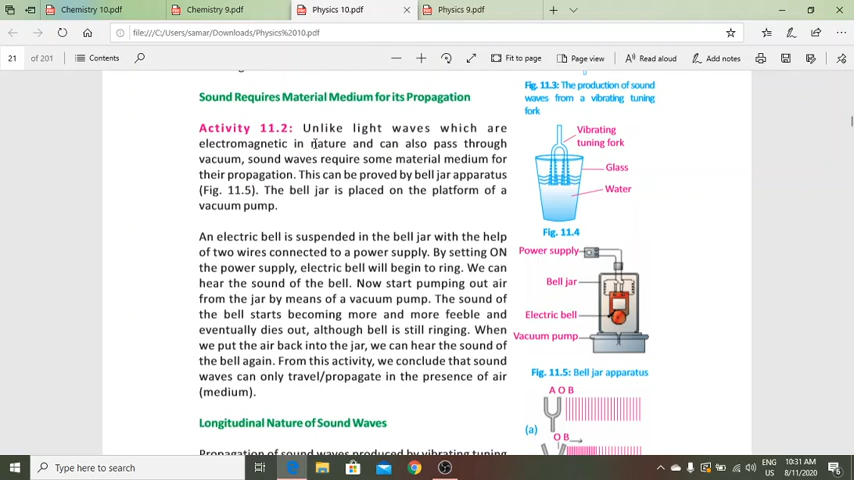 Chemistry 10.pdf
Chemistry 9.pdf
Physics 10.pdf
Physics 9.pdf
file:///C:/Users/samar/Downloads/Physics%2010.pdf
21 of 201
Contents
Fit to page
Page view
Read aloud
Add notes
Sound Requires Material Medium for its Propagation
Activity 11.2: Unlike light waves which are
electromagnetic in nature and can also pass through
vacuum, sound waves require some material medium for
their propagation. This can be proved by bell jar apparatus
(Fig. 11.5). The bell jar is placed on the platform of a
vacuum pump.
An electric bell is suspended in the bell jar with the help
of two wires connected to a power supply. By setting ON
the power supply, electric bell will begin to ring. We can
hear the sound of the bell. Now start pumping out air
from the jar by means of a vacuum pump. The sound of
the bell starts becoming more and more feeble and
eventually dies out, although bell is still ringing. When
we put the air back into the jar, we can hear the sound of
the bell again. From this activity, we conclude that sound
waves can only travel/propagate in the presence of air
(medium).
Longitudinal Nature of Sound Waves
Propagation of sound waves produced by vibrating tuning
Fig. 11.3: The production of sound
waves from a vibrating tuning
fork
Vibrating
tuning fork
Glass
Water
Fig. 11.4
Power supply
Bell jar
Electric bell
Vacuum pump
Fig. 11.5: Bell jar apparatus
A O B
(a)
O B
Type here to search
ENG
US
10:31 AM
8/11/2020